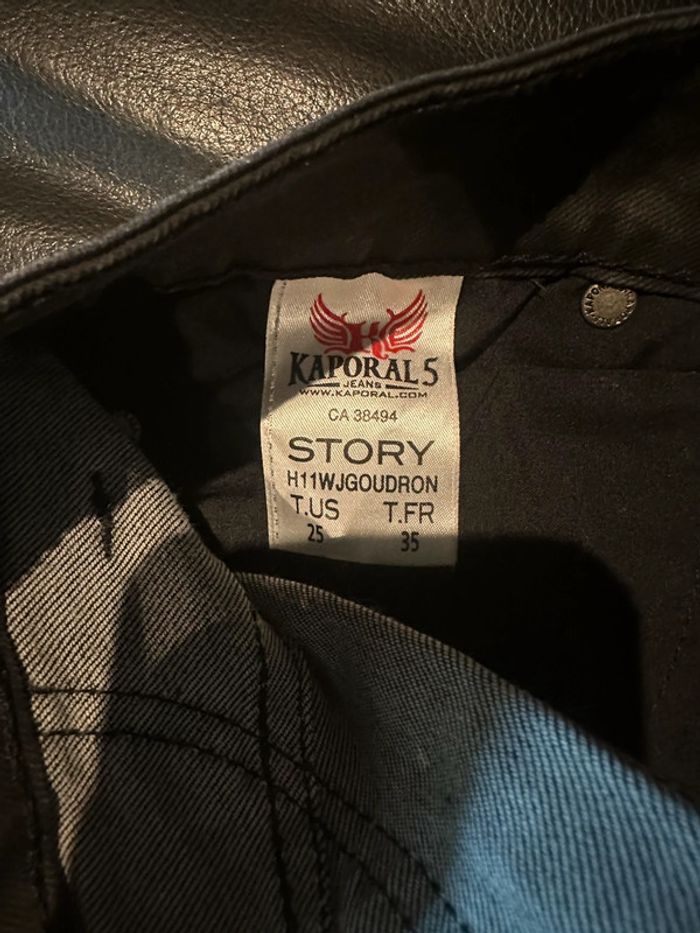 KAPORAL 5
JEANS
WWW.KAPORAL.COM
CA 38494
STORY
H11WJGOUDRON
T.US T.FR
25 35